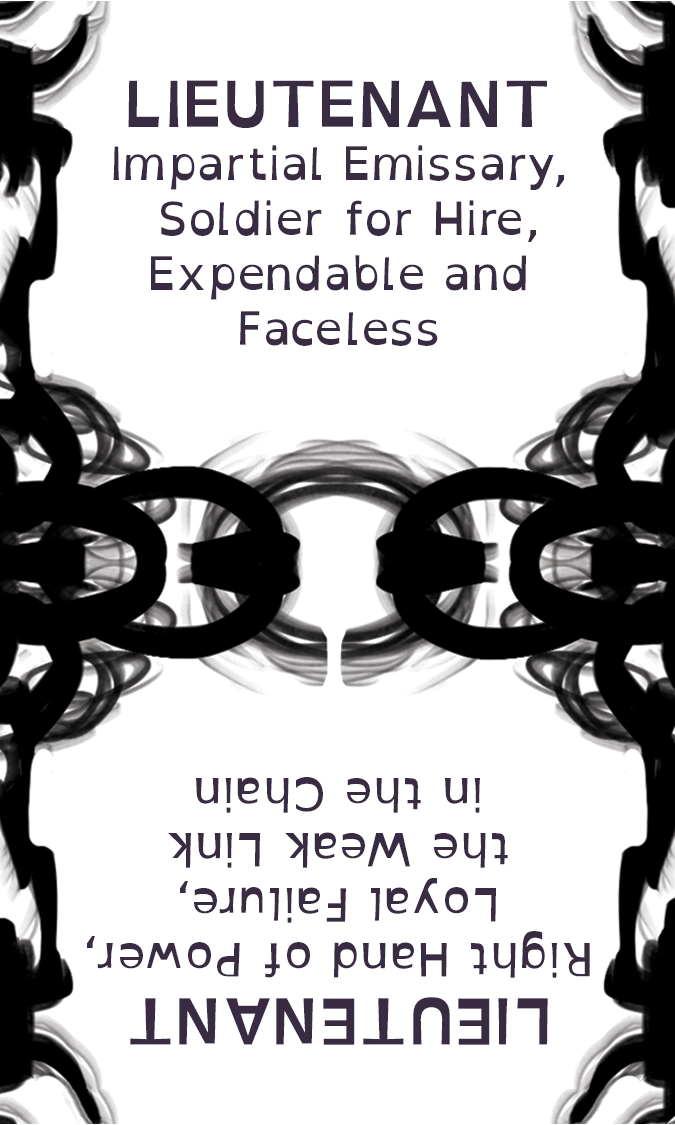 LIEUTENANT
Impartial Emissary,
Soldier for Hire,
Expendable and
Faceless
LIEUTENANT
Right Hand of Power,
Loyal Failure,
the Weak Link
in the Chain